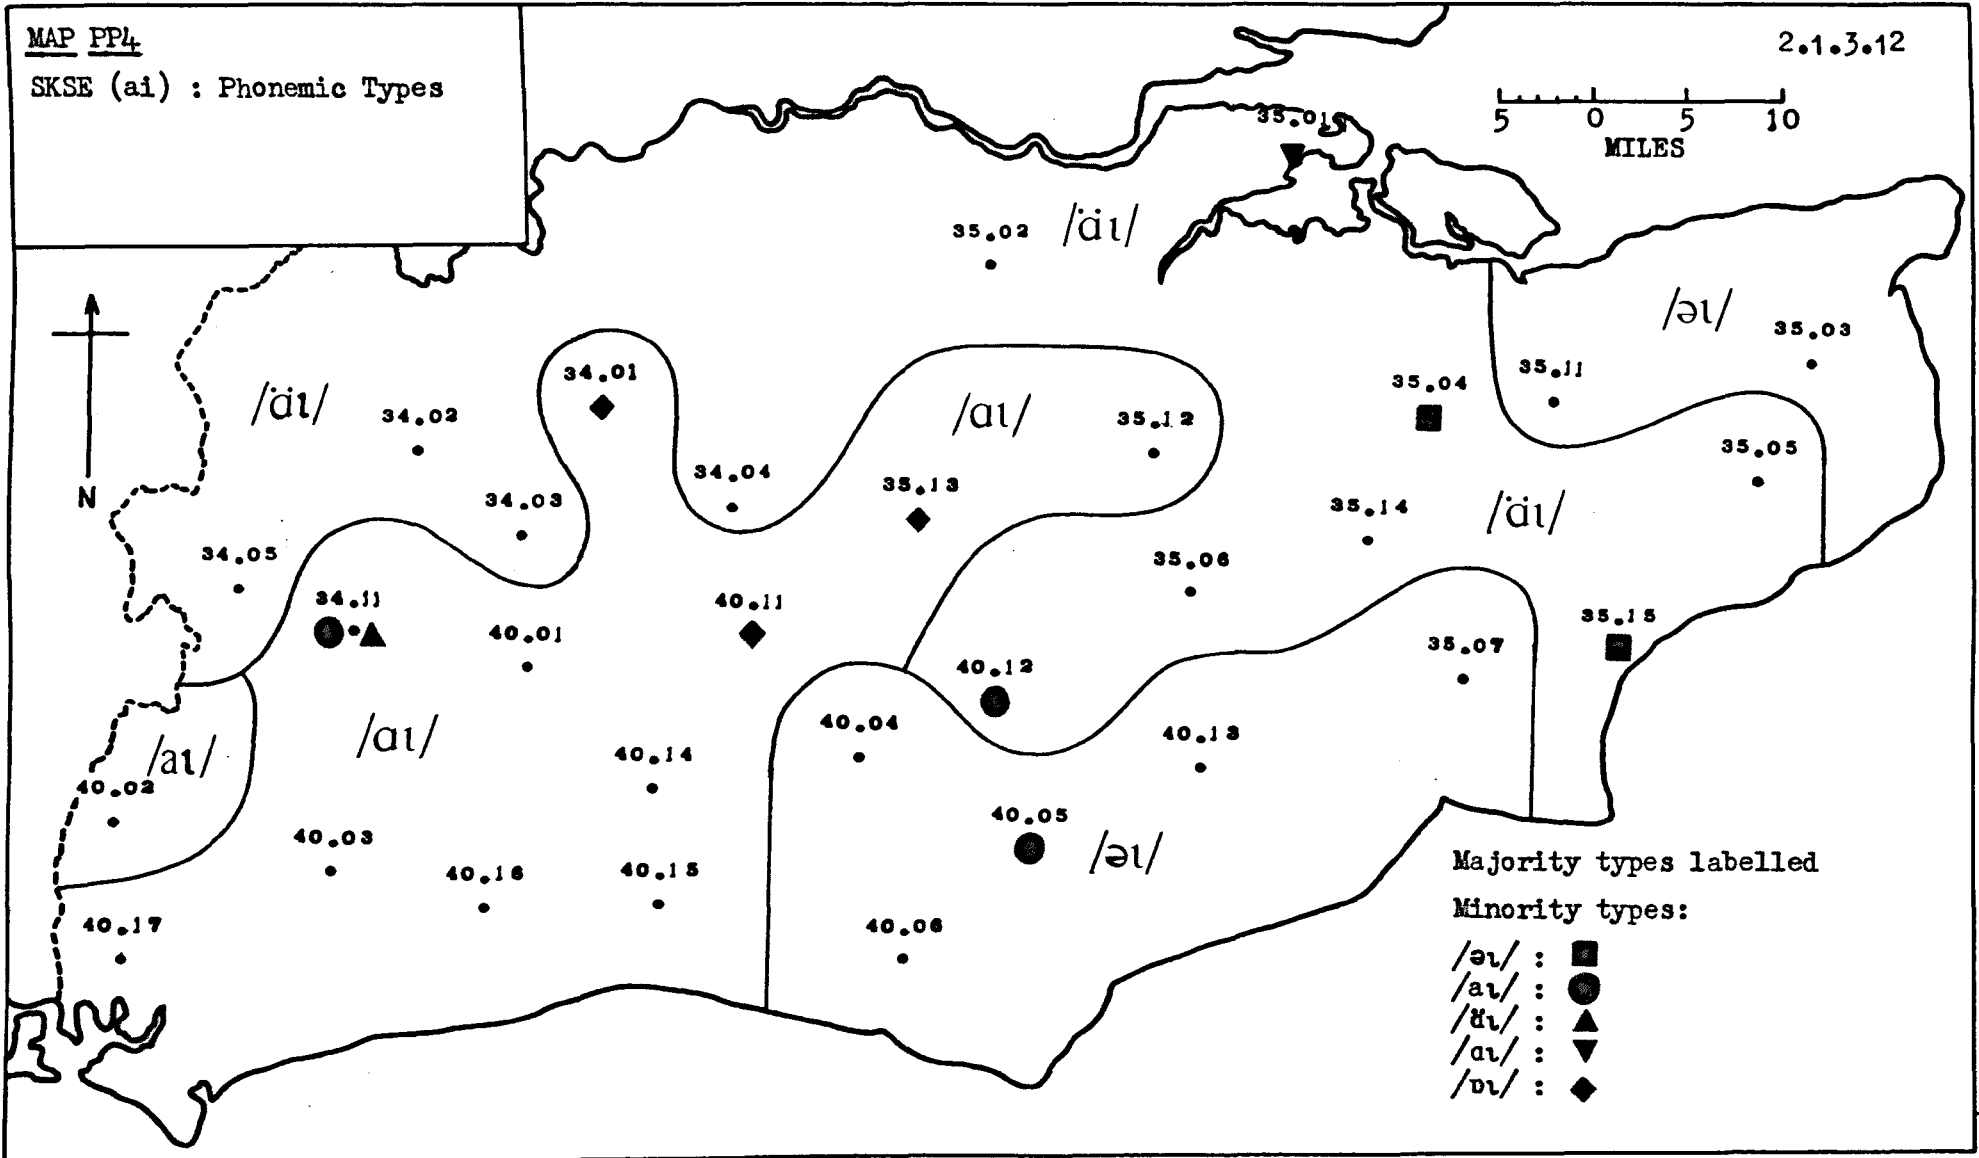 MAP PP4
SKSE (ai) : Phonemic Types
2.1.3.12
5 0 5 10
MILES
35.01
35.02
/ɑ̈ɩ/
/əɩ/
35.03
35.11
34.01
35.04
/ɑ̈ɩ/
34.02
/ɑɩ/
35.12
35.05
34.04
35.13
34.03
N
35.14
/ɑ̈ɩ/
34.05
35.06
34.11
40.11
40.01
35.15
35.07
40.12
40.04
/ɑɩ/
40.13
/aɩ/
40.14
40.02
40.05
40.03
/əɩ/
40.16
40.15
40.17
40.06
Majority types labelled
Minority types:
/əɩ/ :
/aɩ/ :
/ɑ̈ɩ/ :
/ɑɩ/ :
/ɒɩ/ :